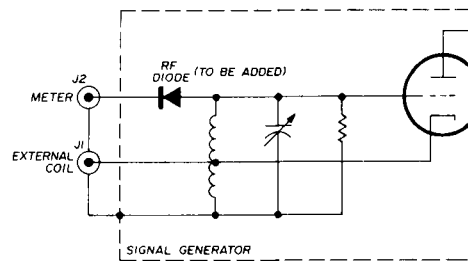 RF
DIODE (TO BE ADDED)
J2
METER
J1
EXTERNAL
COIL
SIGNAL GENERATOR